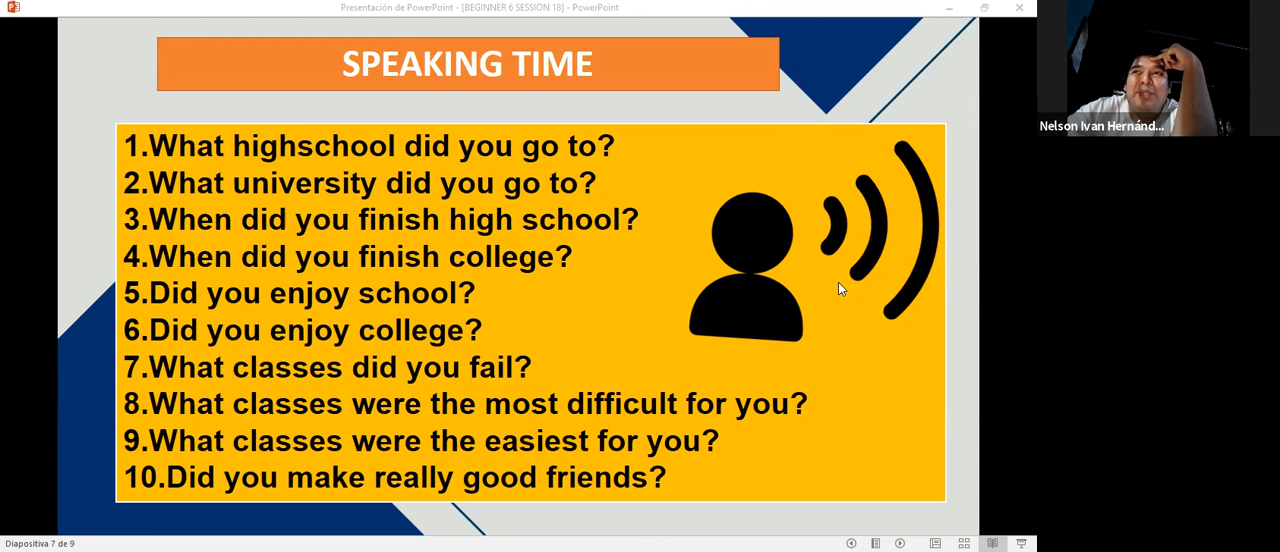 Presentación de PowerPoint - [BEGINNER 6 SESSION 18] - PowerPoint
SPEAKING TIME
1.What highschool did you go to?
2.What university did you go to?
3.When did you finish high school?
4.When did you finish college?
5.Did you enjoy school?
6.Did you enjoy college?
7.What classes did you fail?
8.What classes were the most difficult for you?
9.What classes were the easiest for you?
10.Did you make really good friends?
Nelson Ivan Hernánd...
Diapositiva 7 de 9